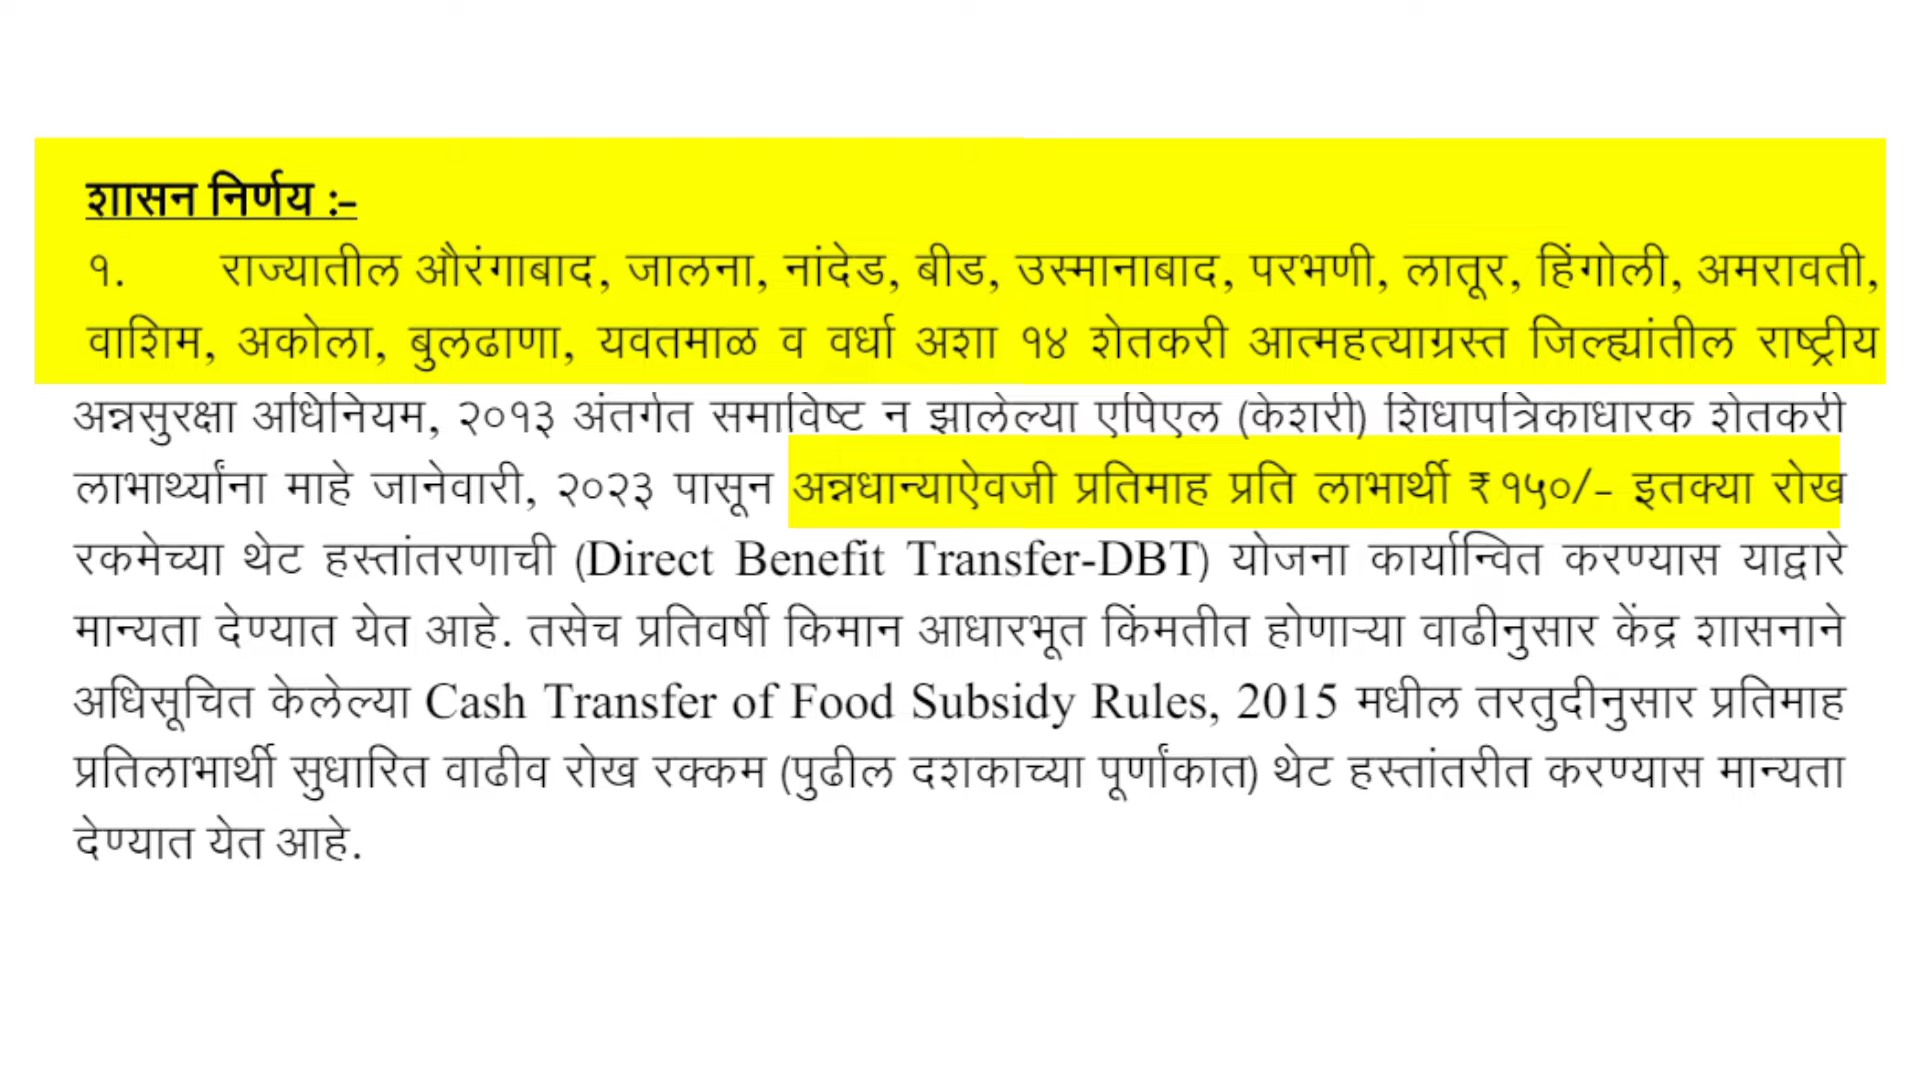 शासन निर्णय :-
१. राज्यातील औरंगाबाद, जालना, नांदेड, बीड, उस्मानाबाद, परभणी, लातूर, हिंगोली, अमरावती,
वाशिम, अकोला, बुलढाणा, यवतमाळ व वर्धा अशा १४ शेतकरी आत्महत्याग्रस्त जिल्ह्यांतील राष्ट्रीय
अन्नसुरक्षा अधिनियम, २०१३ अंतर्गत समाविष्ट न झालेल्या एपिएल (केशरी) शिधापत्रिकाधारक शेतकरी
लाभार्थ्यांना माहे जानेवारी, २०२३ पासून अन्नधान्याऐवजी प्रतिमाह प्रति लाभार्थी ₹१५०/- इतक्या रोख
रकमेच्या थेट हस्तांतरणाची (Direct Benefit Transfer-DBT) योजना कार्यान्वित करण्यास याद्वारे
मान्यता देण्यात येत आहे. तसेच प्रतिवर्षी किमान आधारभूत किंमतीत होणाऱ्या वाढीनुसार केंद्र शासनाने
अधिसूचित केलेल्या Cash Transfer of Food Subsidy Rules, 2015 मधील तरतुदीनुसार प्रतिमाह
प्रतिलाभार्थी सुधारित वाढीव रोख रक्कम (पुढील दशकाच्या पूर्णांकात) थेट हस्तांतरीत करण्यास मान्यता
देण्यात येत आहे.